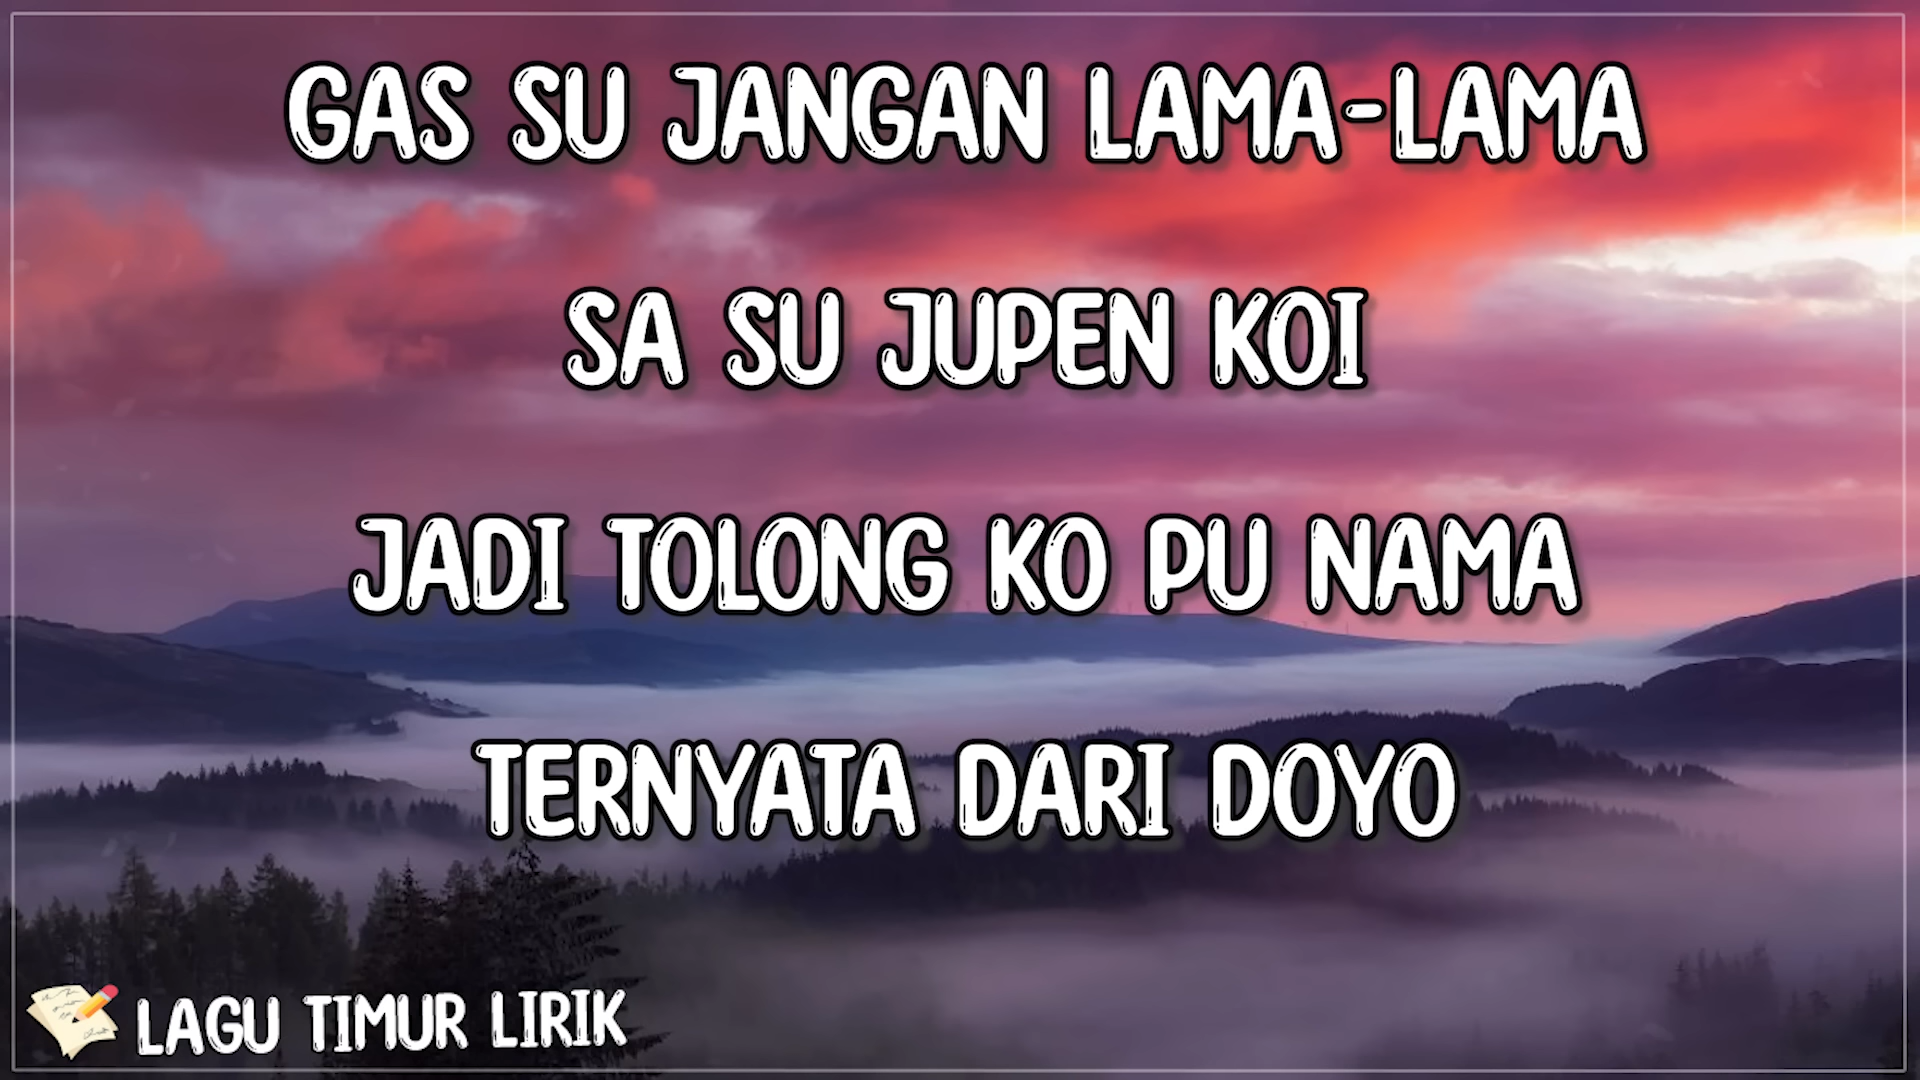 GAS SU JANGAN LAMA-LAMA
SA SU JUPEN KOI
JADI TOLONG KO PU NAMA
TERNYATA DARI DOYO
LAGU TIMUR LIRIK